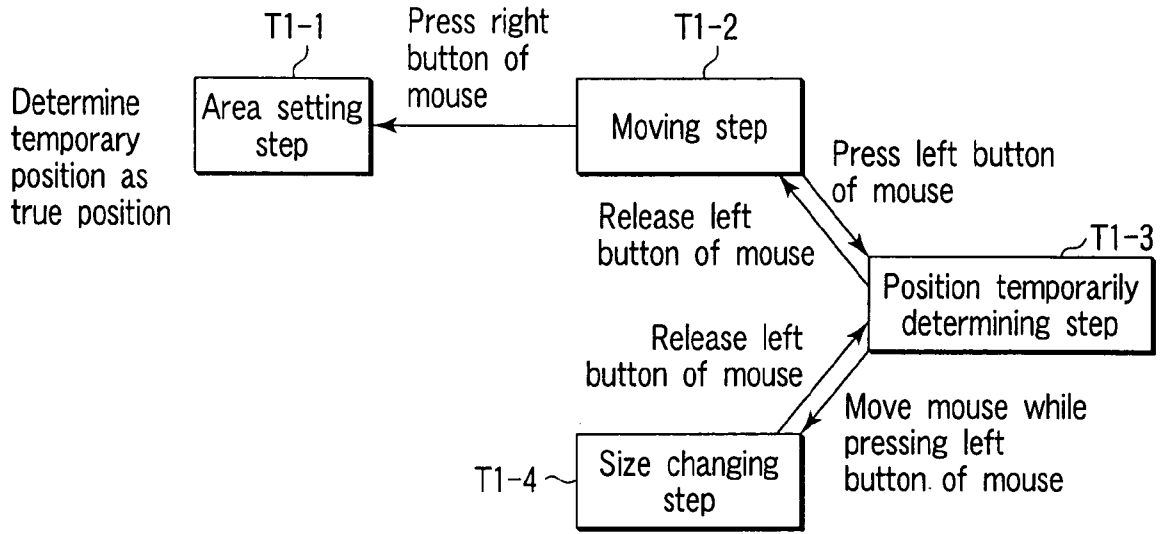 T1-1
Press right
button of
mouse
T1-2
Determine
temporary
position as
true position
Area setting
step
Moving step
Press left button
of mouse
Release left
button of mouse
T1-3
Position temporarily
determining step
Release left
button of mouse
Move mouse while
pressing left
button of mouse
T1-4
Size changing
step